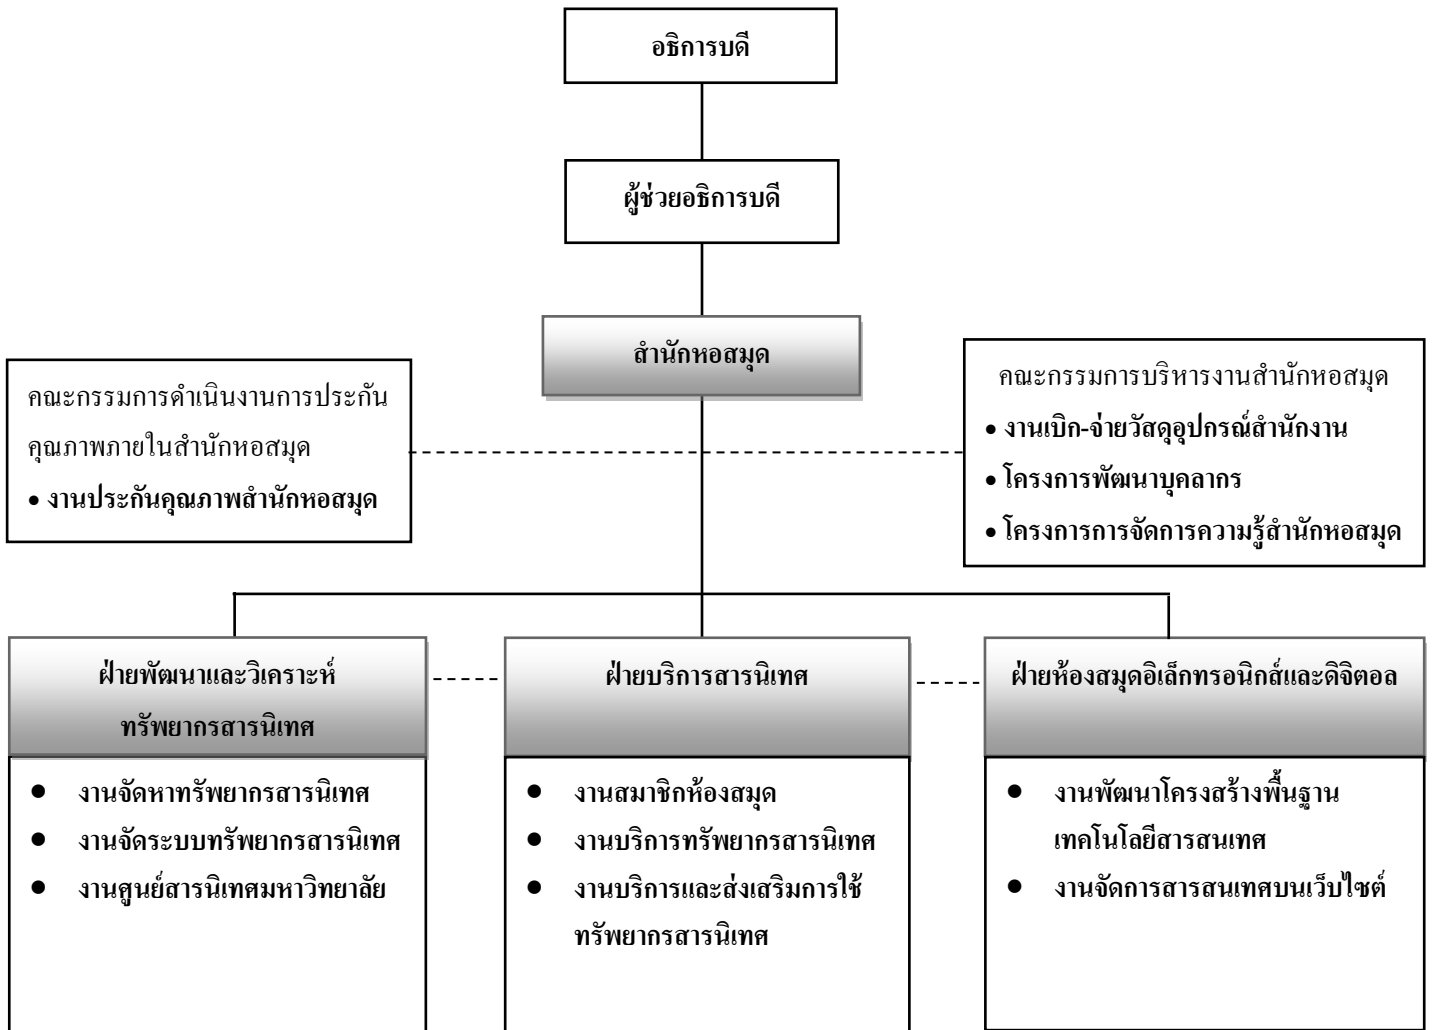 อธิการบดี
ผู้ช่วยอธิการบดี
สำนักหอสมุด
คณะกรรมการดำเนินงานการประกัน
คุณภาพภายในสำนักหอสมุด
• งานประกันคุณภาพสำนักหอสมุด
คณะกรรมการบริหารงานสำนักหอสมุด
• งานเบิก-จ่ายวัสดุอุปกรณ์สำนักงาน
• โครงการพัฒนาบุคลากร
• โครงการการจัดการความรู้สำนักหอสมุด
ฝ่ายพัฒนาและวิเคราะห์
ทรัพยากรสารนิเทศ
● งานจัดหาทรัพยากรสารนิเทศ
● งานจัดระบบทรัพยากรสารนิเทศ
● งานศูนย์สารนิเทศมหาวิทยาลัย
ฝ่ายบริการสารนิเทศ
● งานสมาชิกห้องสมุด
● งานบริการทรัพยากรสารนิเทศ
● งานบริการและส่งเสริมการใช้
ทรัพยากรสารนิเทศ
ฝ่ายห้องสมุดอิเล็กทรอนิกส์และดิจิตอล
● งานพัฒนาโครงสร้างพื้นฐาน
เทคโนโลยีสารสนเทศ
● งานจัดการสารสนเทศบนเว็บไซต์